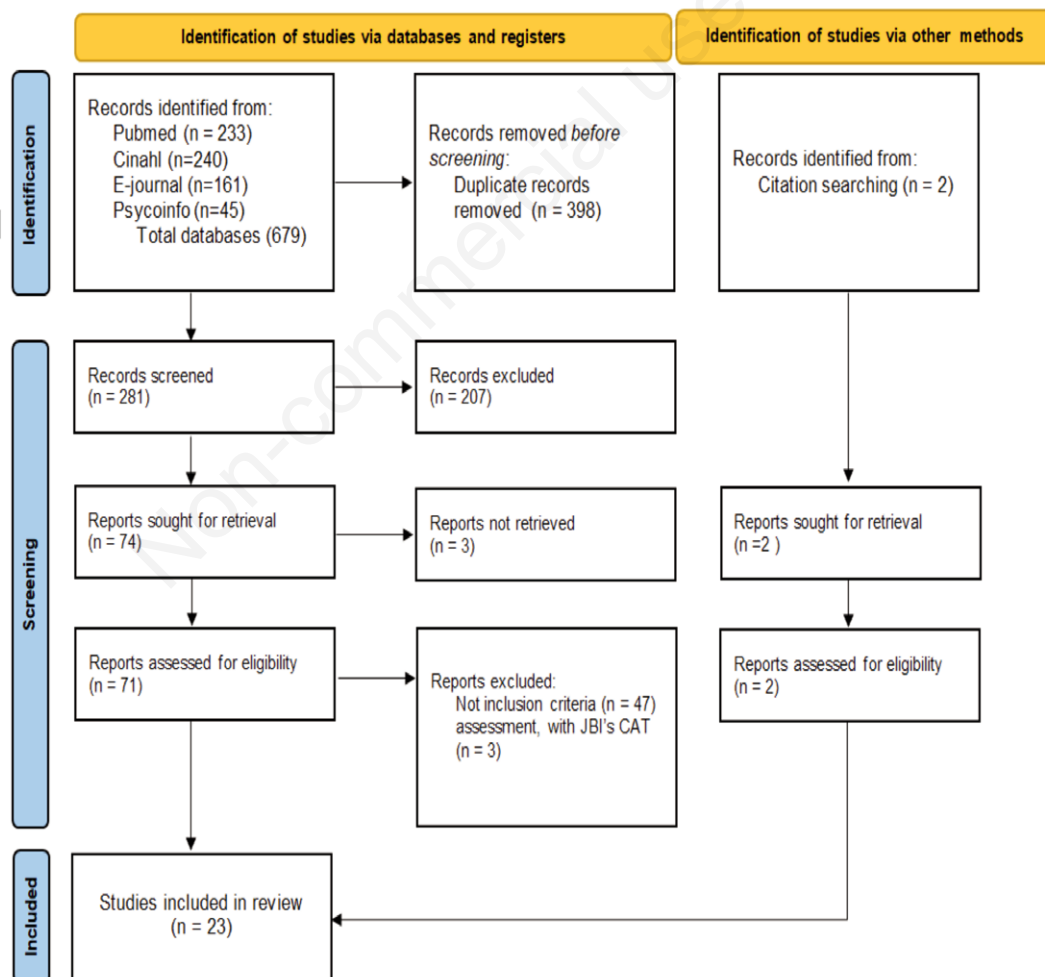 Identification of studies via databases and registers
Identification of studies via other methods
Identification
Records identified from:
Pubmed (n = 233)
Cinahl (n=240)
E-journal (n=161)
Psycoinfo (n=45)
Total databases (679)
Records removed before
screening:
Duplicate records
removed (n = 398)
Records identified from:
Citation searching (n = 2)
Screening
Records screened
(n = 281)
Records excluded
(n = 207)
Reports sought for retrieval
(n = 74)
Reports not retrieved
(n = 3)
Reports sought for retrieval
(n =2 )
Reports assessed for eligibility
(n = 71)
Reports excluded:
Not inclusion criteria (n = 47)
assessment, with JBI's CAT
(n = 3)
Reports assessed for eligibility
(n = 2)
Included
Studies included in review
(n = 23)
Non-commercial use